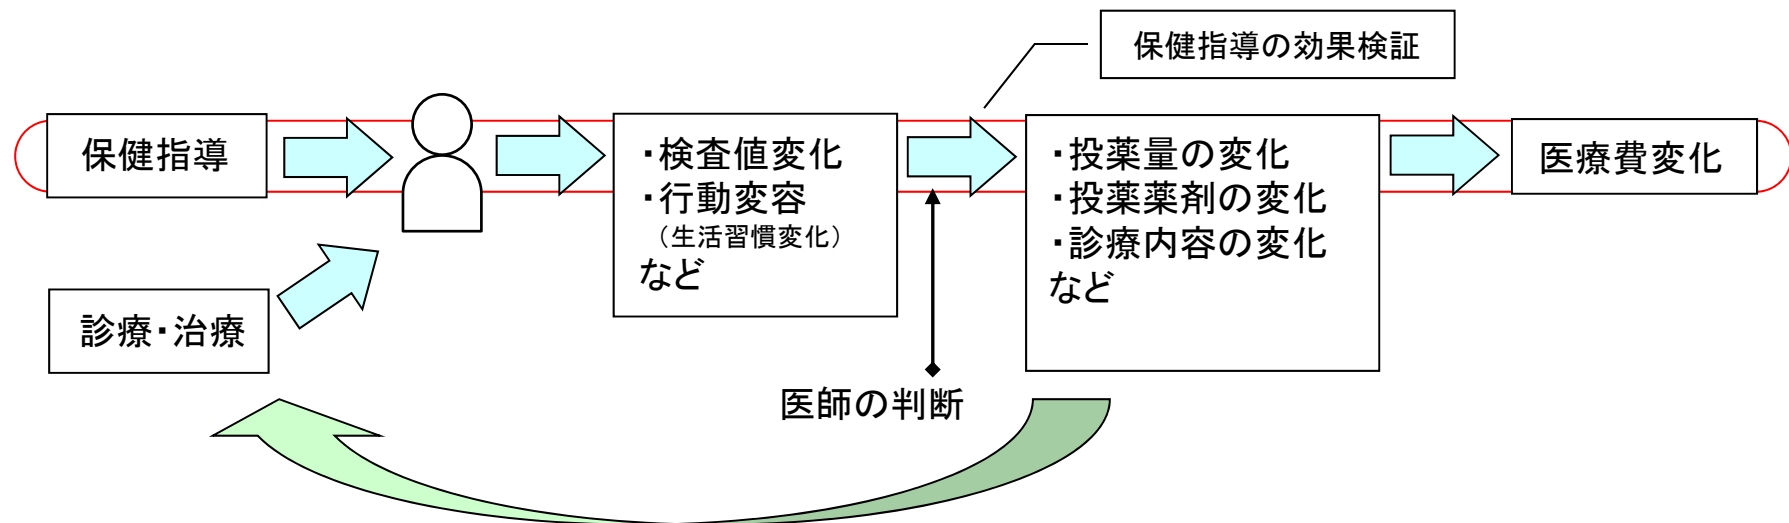 保健指導の効果検証
保健指導
・検査値変化
・行動変容
（生活習慣変化）
など
・投薬量の変化
・投薬薬剤の変化
・診療内容の変化
など
医療費変化
診療・治療
医師の判断